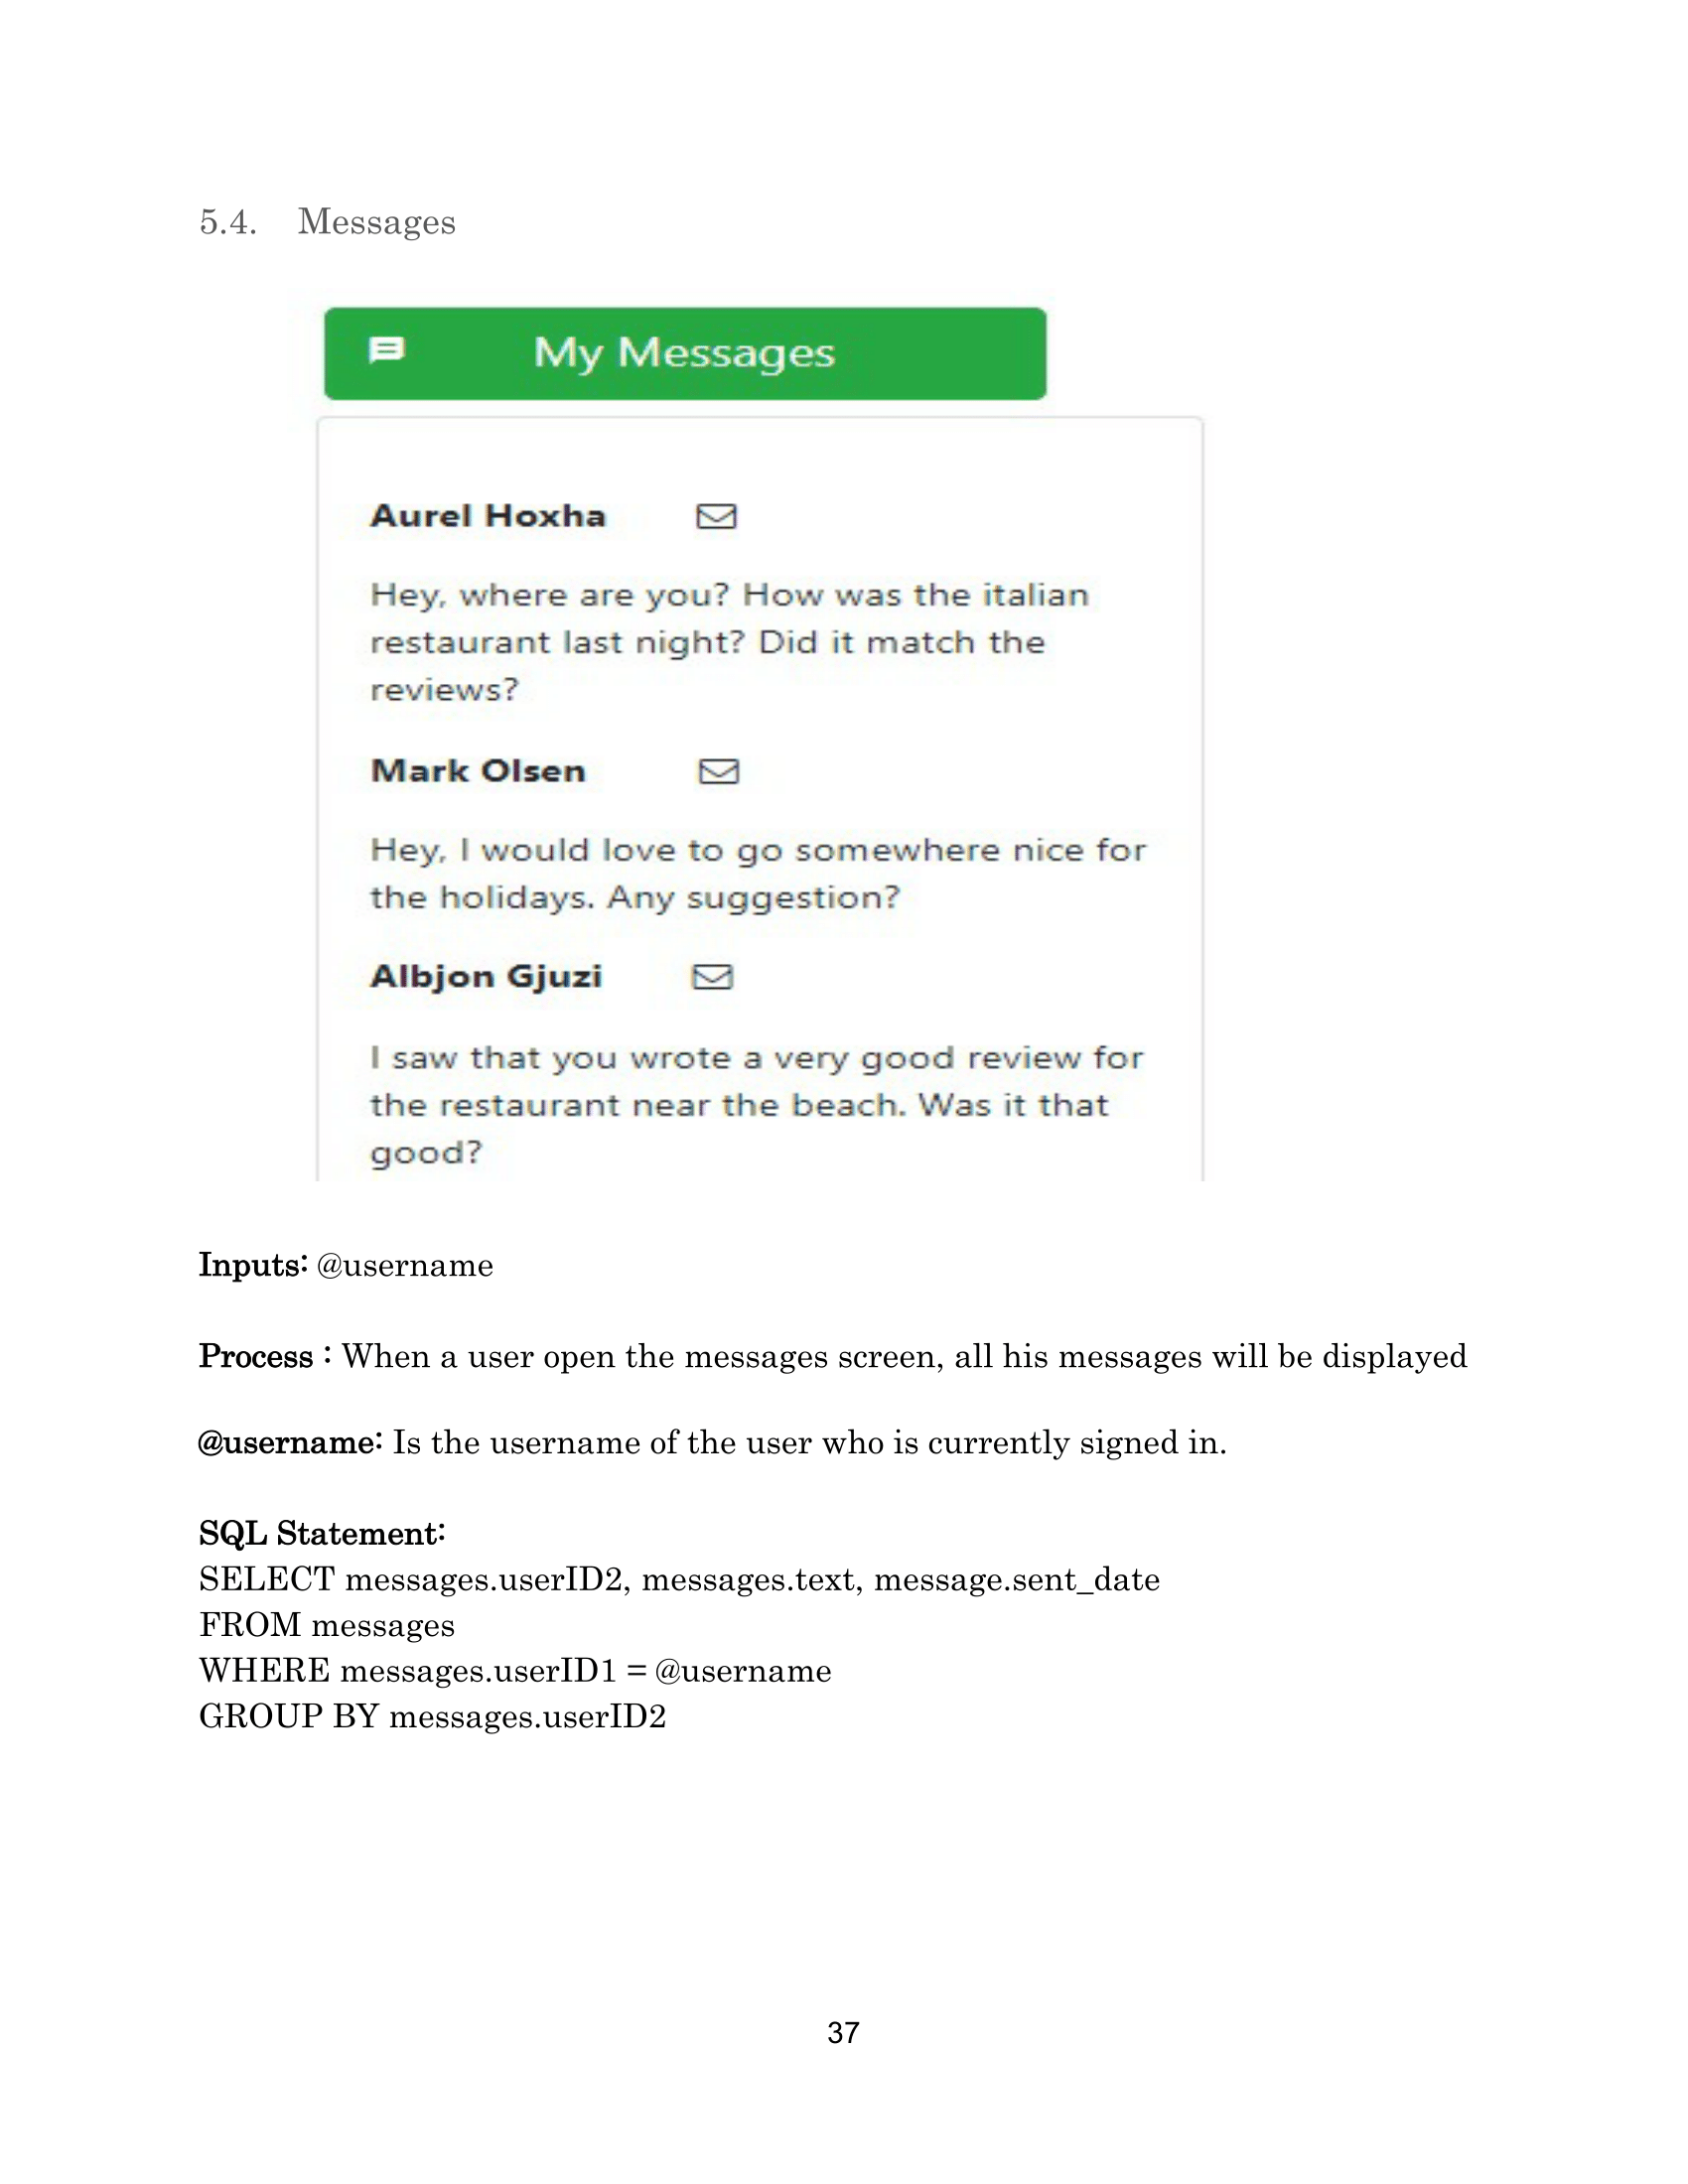 5.4. Messages
My Messages
Aurel Hoxha
Hey, where are you? How was the italian
restaurant last night? Did it match the
reviews?
Mark Olsen
Hey, I would love to go somewhere nice for
the holidays. Any suggestion?
Albjon Gjuzi
I saw that you wrote a very good review for
the restaurant near the beach. Was it that
good?
Inputs: @username
Process : When a user open the messages screen, all his messages will be displayed
@username: Is the username of the user who is currently signed in.
SQL Statement:
SELECT messages.userID2, messages.text, message.sent_date
FROM messages
WHERE messages.userID1 = @username
GROUP BY messages.userID2
37